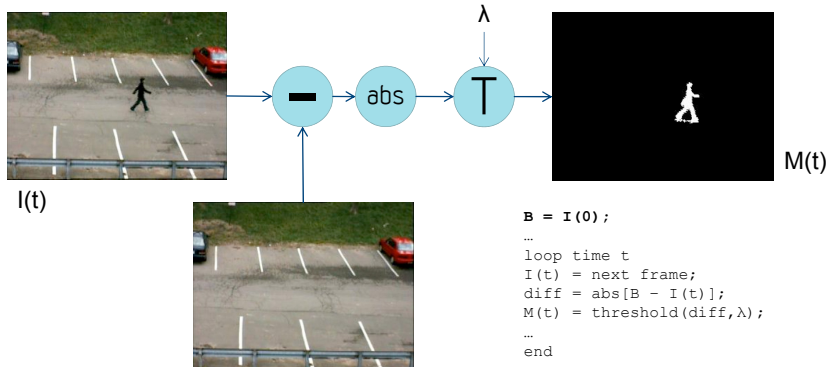 λ
abs
T
M(t)
I(t)
B = I(0);
…
loop time t
I(t) = next frame;
diff = abs[B – I(t)];
M(t) = threshold(diff,λ);
…
end